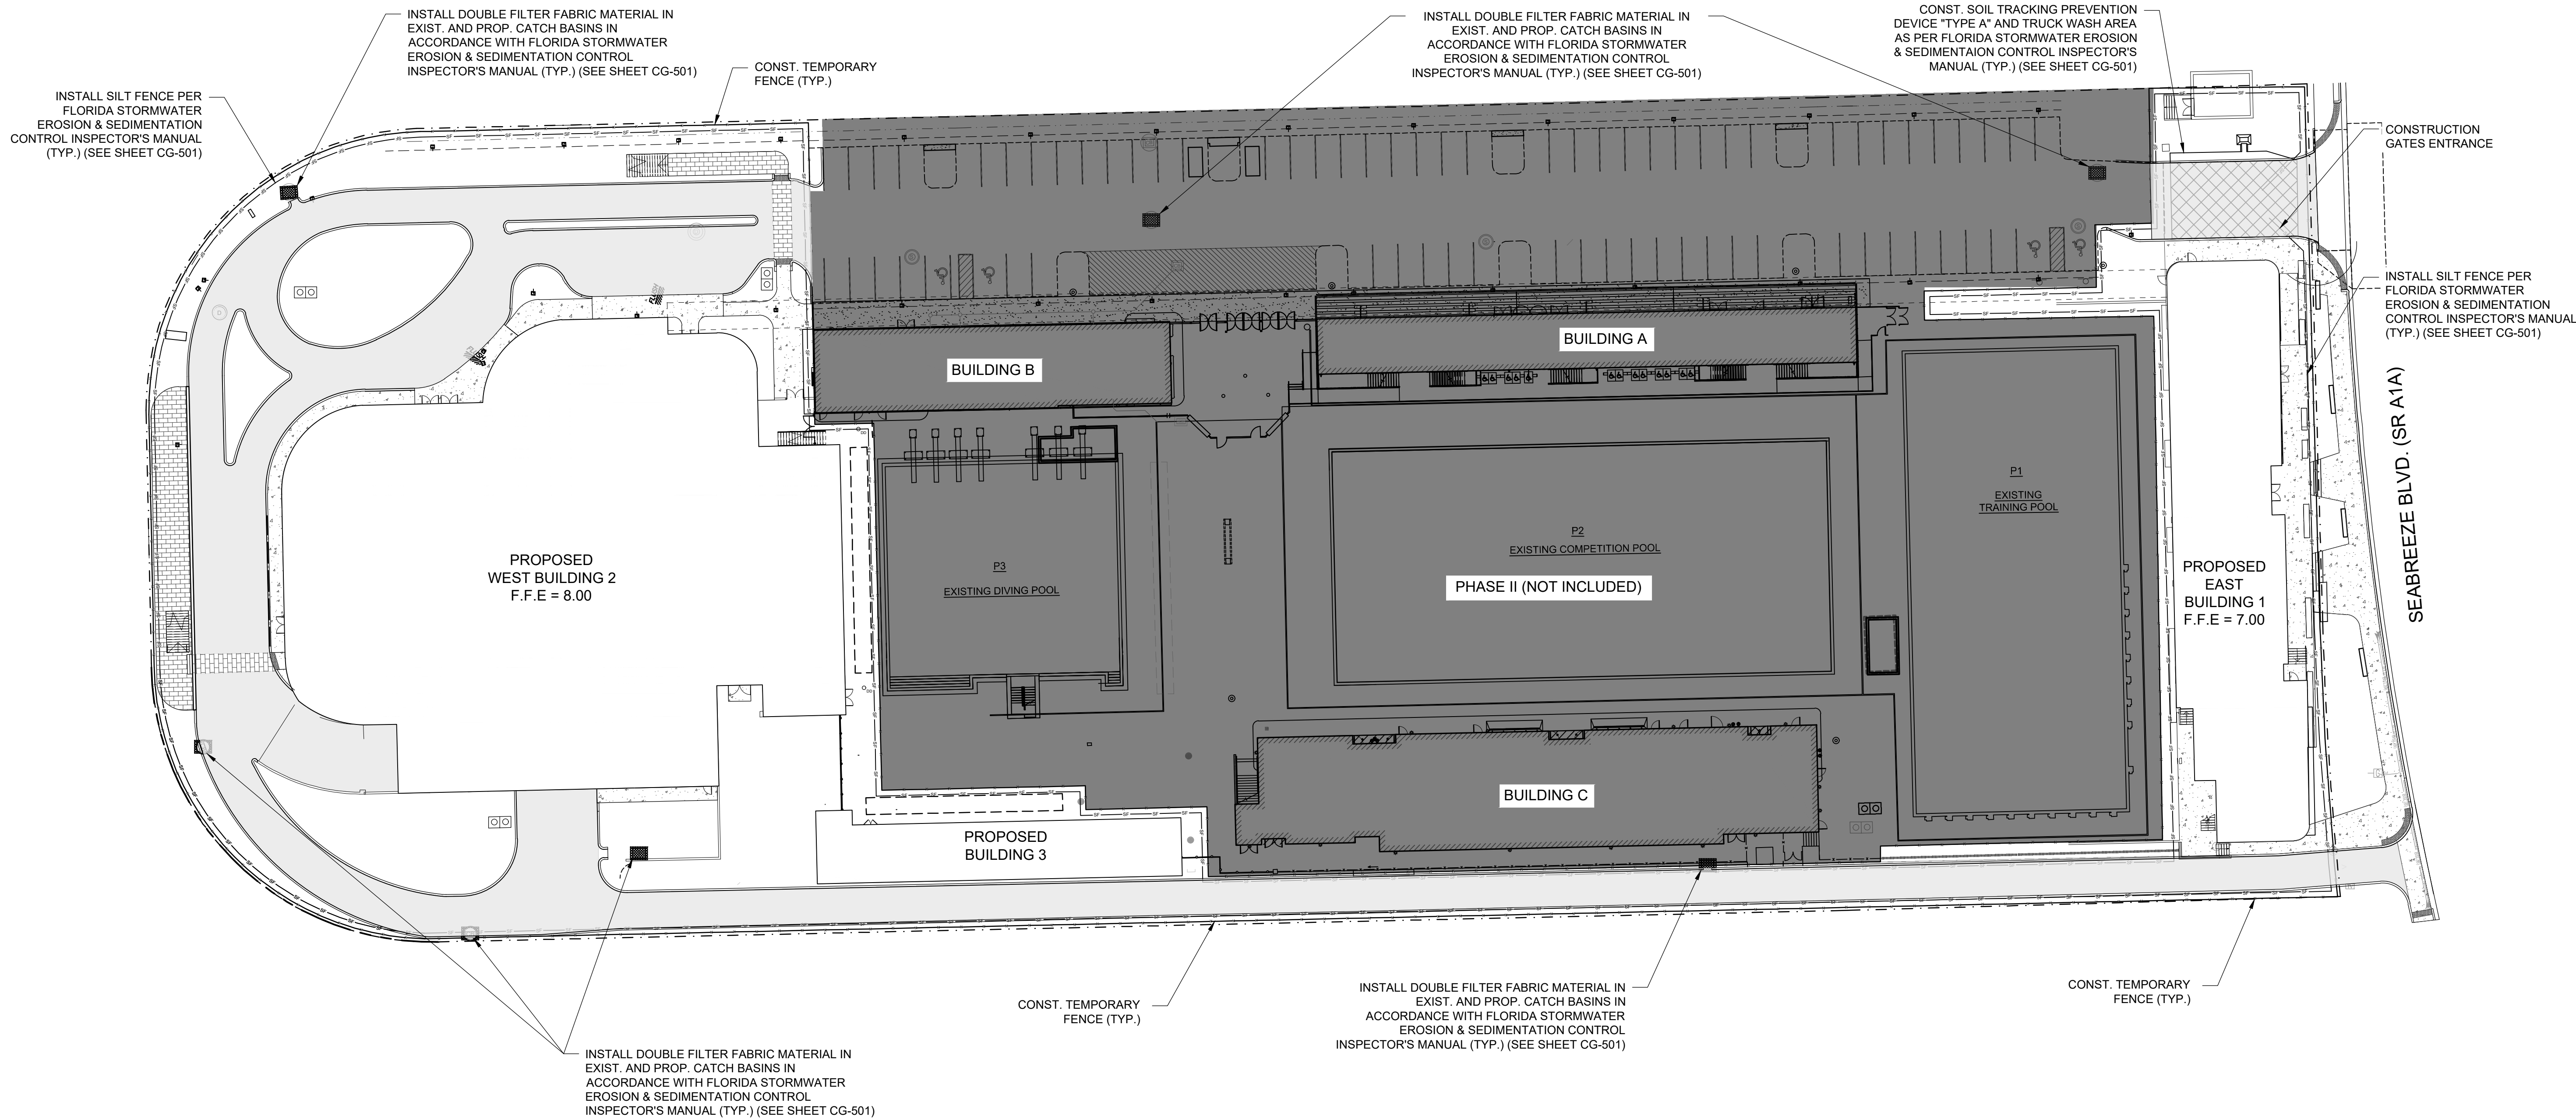 INSTALL DOUBLE FILTER FABRIC MATERIAL IN
EXIST. AND PROP. CATCH BASINS IN
ACCORDANCE WITH FLORIDA STORMWATER
EROSION & SEDIMENTATION CONTROL
INSPECTOR'S MANUAL (TYP.) (SEE SHEET CG-501)
INSTALL DOUBLE FILTER FABRIC MATERIAL IN
EXIST. AND PROP. CATCH BASINS IN
ACCORDANCE WITH FLORIDA STORMWATER
EROSION & SEDIMENTATION CONTROL
INSPECTOR'S MANUAL (TYP.) (SEE SHEET CG-501)
CONST. SOIL TRACKING PREVENTION
DEVICE "TYPE A" AND TRUCK WASH AREA
AS PER FLORIDA STORMWATER EROSION
& SEDIMENTAION CONTROL INSPECTOR'S
MANUAL (TYP.) (SEE SHEET CG-501)
CONST. TEMPORARY
FENCE (TYP.)
INSTALL SILT FENCE PER
FLORIDA STORMWATER
EROSION & SEDIMENTATION
CONTROL INSPECTOR'S MANUAL
(TYP.) (SEE SHEET CG-501)
CONSTRUCTION
GATES ENTRANCE
INSTALL SILT FENCE PER
FLORIDA STORMWATER
EROSION & SEDIMENTATION
CONTROL INSPECTOR'S MANUAL
(TYP.) (SEE SHEET CG-501)
BUILDING B
BUILDING A
SEABREEZE BLVD. (SR A1A)
PROPOSED
WEST BUILDING 2
F.F.E = 8.00
P3
EXISTING DIVING POOL
P2
EXISTING COMPETITION POOL
PHASE II (NOT INCLUDED)
P1
EXISTING
TRAINING POOL
PROPOSED
EAST
BUILDING 1
F.F.E = 7.00
BUILDING C
PROPOSED
BUILDING 3
CONST. TEMPORARY
FENCE (TYP.)
INSTALL DOUBLE FILTER FABRIC MATERIAL IN
EXIST. AND PROP. CATCH BASINS IN
ACCORDANCE WITH FLORIDA STORMWATER
EROSION & SEDIMENTATION CONTROL
INSPECTOR'S MANUAL (TYP.) (SEE SHEET CG-501)
CONST. TEMPORARY
FENCE (TYP.)
INSTALL DOUBLE FILTER FABRIC MATERIAL IN
EXIST. AND PROP. CATCH BASINS IN
ACCORDANCE WITH FLORIDA STORMWATER
EROSION & SEDIMENTATION CONTROL
INSPECTOR'S MANUAL (TYP.) (SEE SHEET CG-501)